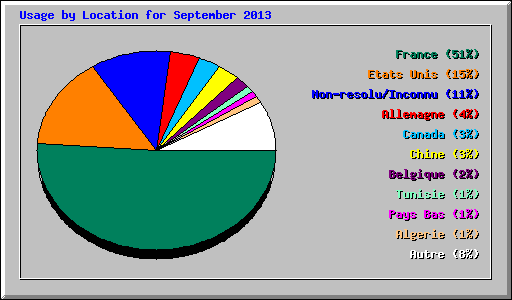 Usage by Location for September 2013
France (51%)
Etats Unis (15%)
Non-resolu/Inconnu (11%)
Allemagne (4%)
Canada (3%)
Chine (3%)
Belgique (2%)
Tunisie (1%)
Pays Bas (1%)
Algerie (1%)
Autre (8%)